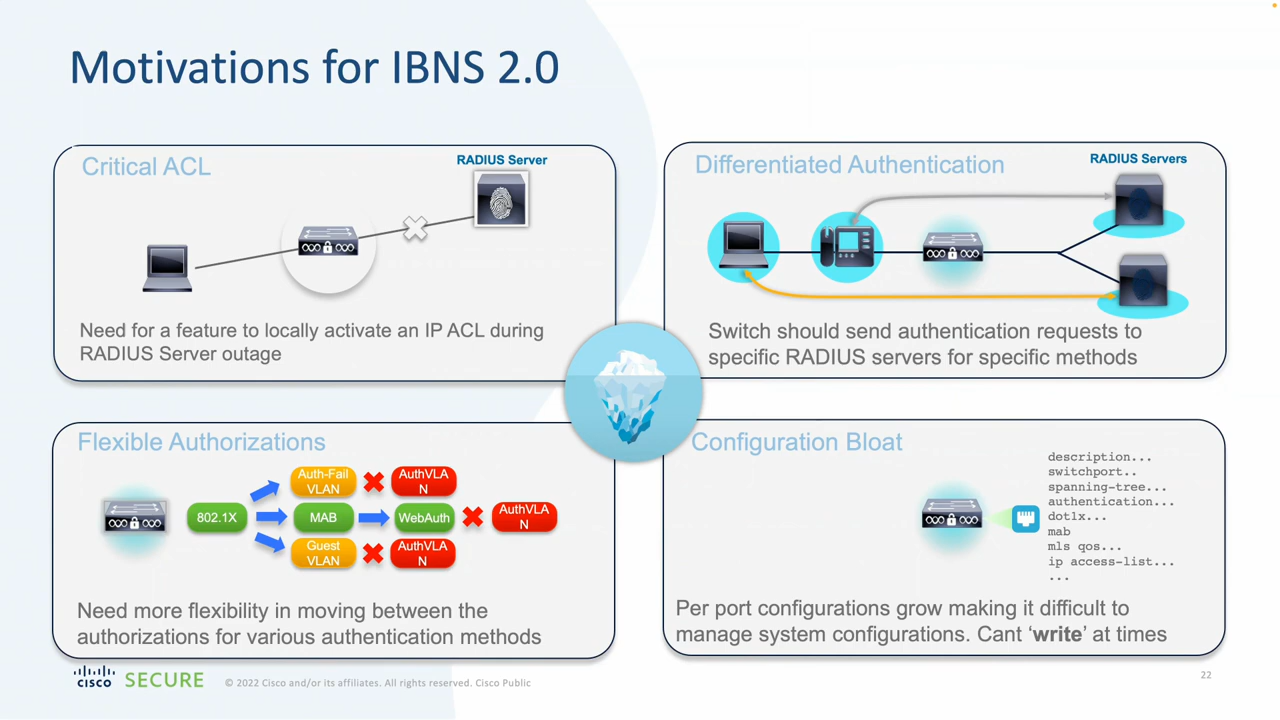 Motivations for IBNS 2.0
Critical ACL
RADIUS Server
Need for a feature to locally activate an IP ACL during
RADIUS Server outage
Differentiated Authentication
RADIUS Servers
Switch should send authentication requests to
specific RADIUS servers for specific methods
Flexible Authorizations
802.1X
Auth-Fail
VLAN
AuthVLA
N
MAB
WebAuth
AuthVLA
N
Guest
VLAN
AuthVLA
N
Need more flexibility in moving between the
authorizations for various authentication methods
Configuration Bloat
description...
switchport..
spanning-tree...
authentication...
dot1x...
mab
mls qos...
ip access-list...
...
Per port configurations grow making it difficult to
manage system configurations. Cant ‘write’ at times
CISCO SECURE
© 2022 Cisco and/or its affiliates. All rights reserved. Cisco Public
22